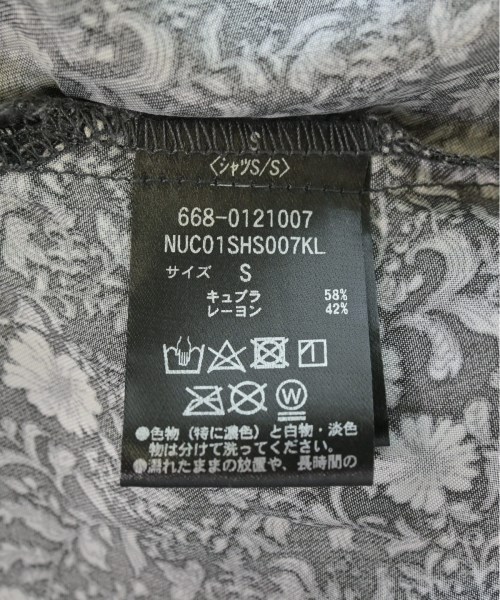 S
〈シャツS/S〉
668-0121007
NUC01SHS007KL
サイズ S
キュプラ 58%
レーヨン 42%
W
●色物（特に濃色）と白物・淡色
物は分けて洗ってください。
●濡れたままの放置や、長時間の